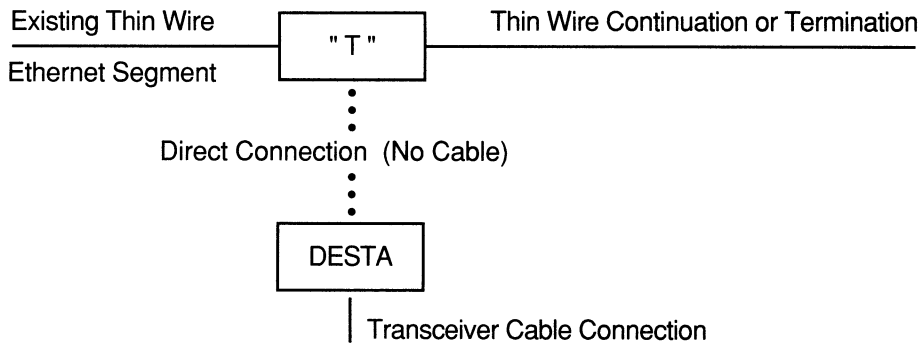 Existing Thin Wire
Ethernet Segment
" T "
Thin Wire Continuation or Termination
Direct Connection (No Cable)
DESTA
Transceiver Cable Connection